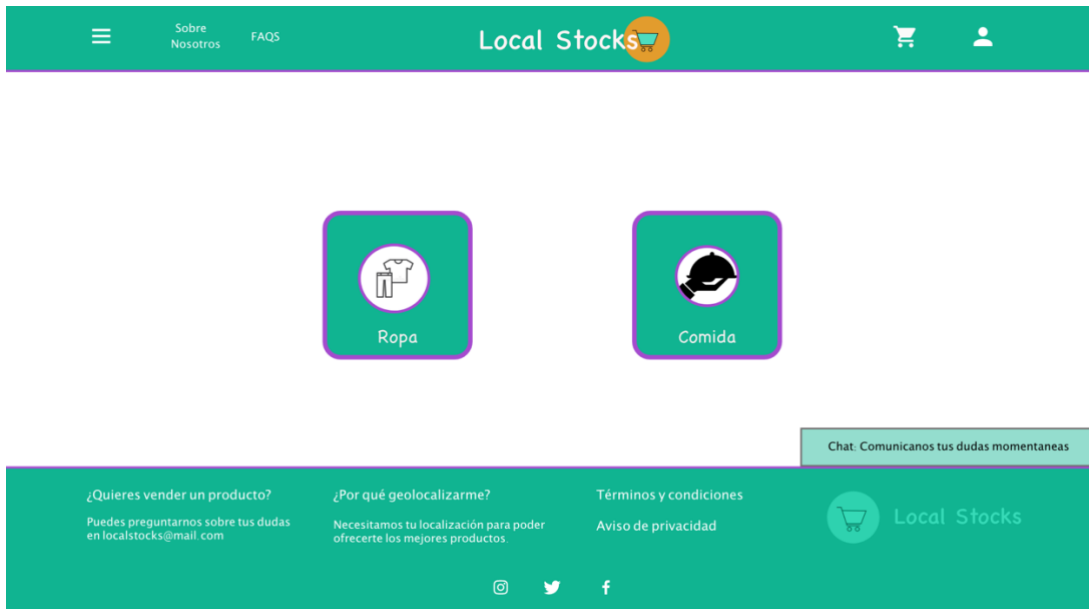 Sobre
Nosotros
FAQS
Local Stocks
Ropa
Comida
Chat: Comunicanos tus dudas momentaneas
¿Quieres vender un producto?
Puedes preguntarnos sobre tus dudas
en localstocks@mail.com
¿Por qué geolocalizarme?
Necesitamos tu localización para poder
ofrecerte los mejores productos.
Términos y condiciones
Aviso de privacidad
Local Stocks